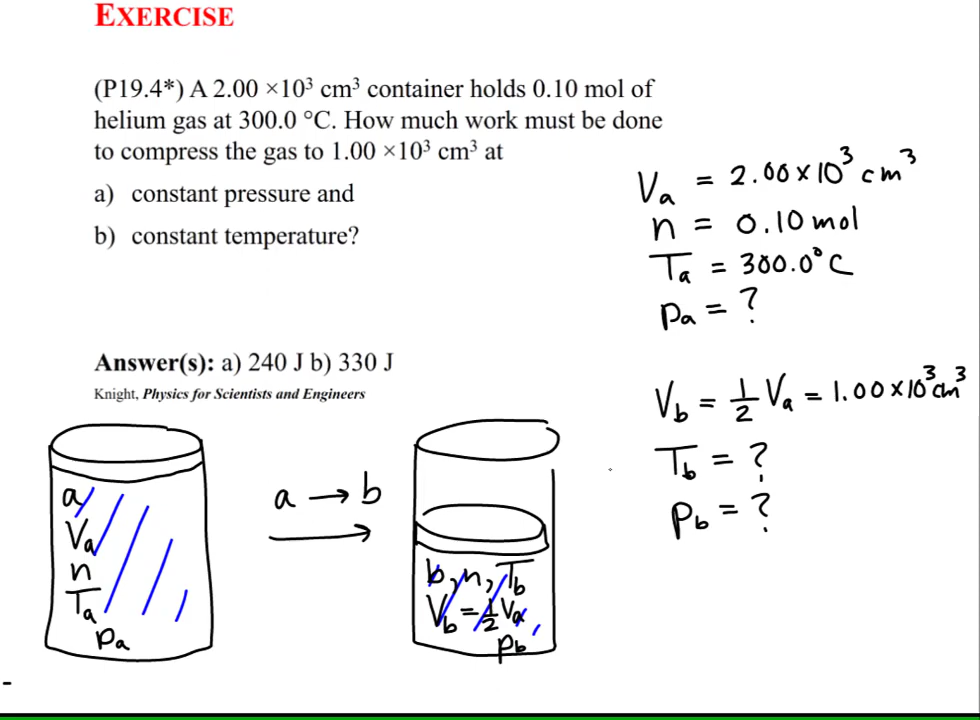 EXERCISE
(P19.4*) A 2.00 ×10³ cm³ container holds 0.10 mol of
helium gas at 300.0 °C. How much work must be done
to compress the gas to 1.00 ×10³ cm³ at
a) constant pressure and
b) constant temperature?
Answer(s): a) 240 J b) 330 J
Knight, Physics for Scientists and Engineers
Va = 2.00 × 10³ cm³
n = 0.10 mol
Ta = 300.0°C
Pa = ?
Vb = 1/2 Va = 1.00 × 10³ cm³
Tb = ?
Pb = ?
a
Va
n
Ta
Pa
a → b
b, n, Tb
Vb = 1/2 Va
Pb